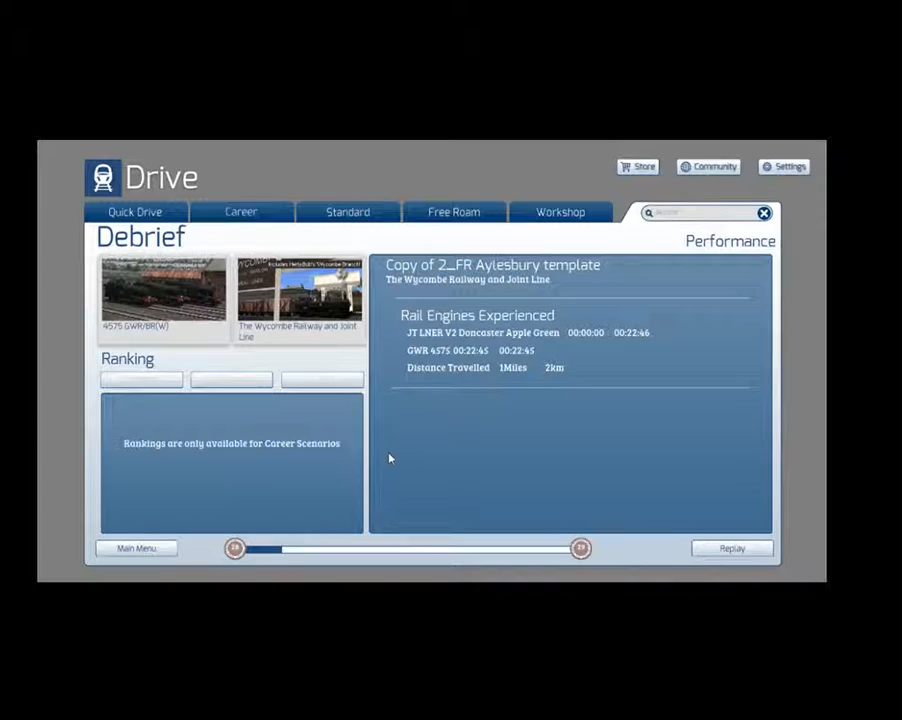 Drive
Store
Community
Settings
Quick Drive
Career
Standard
Free Roam
Workshop
Debrief
Performance
4575 GWR/BR(W)
Includes
The Wycombe Railway and Joint
Line
Copy of 2_FR Aylesbury template
The Wycombe Railway and Joint Line
Rail Engines Experienced
JT LNER V2 Doncaster Apple Green 00:00:00 00:22:46
GWR 4575 00:22:45 00:22:45
Distance Travelled 1Miles 2km
Ranking
Rankings are only available for Career Scenarios
Main Menu
28
29
Replay